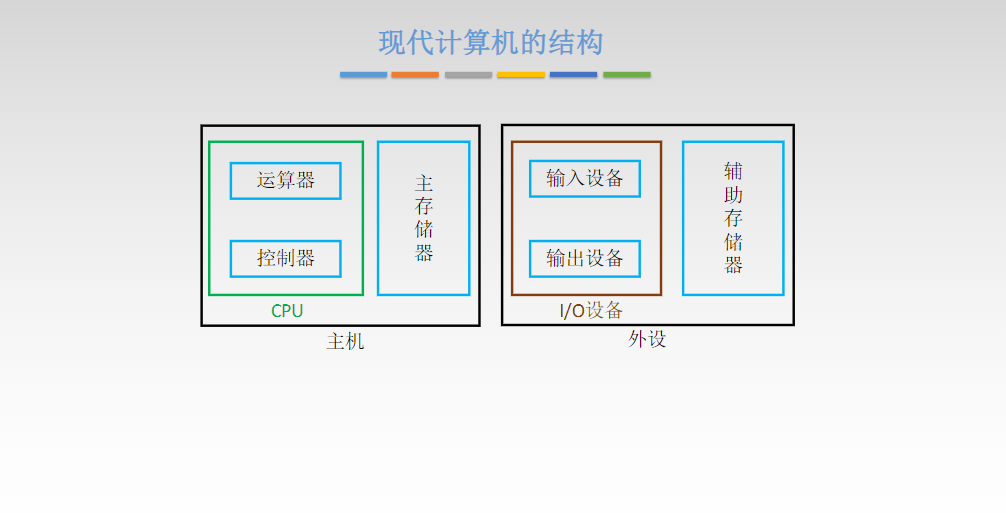 现代计算机的结构
运算器
控制器
CPU
主存储器
主机
输入设备
输出设备
I/O设备
辅助存储器
外设